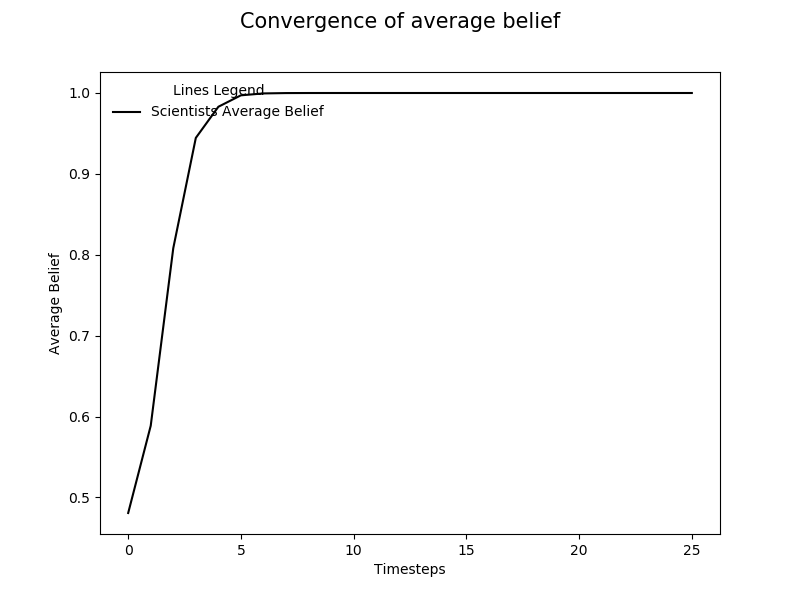 Convergence of average belief
Lines Legend
Scientists Average Belief
1.0
0.9
0.8
0.7
0.6
0.5
Average Belief
0 5 10 15 20 25
Timesteps